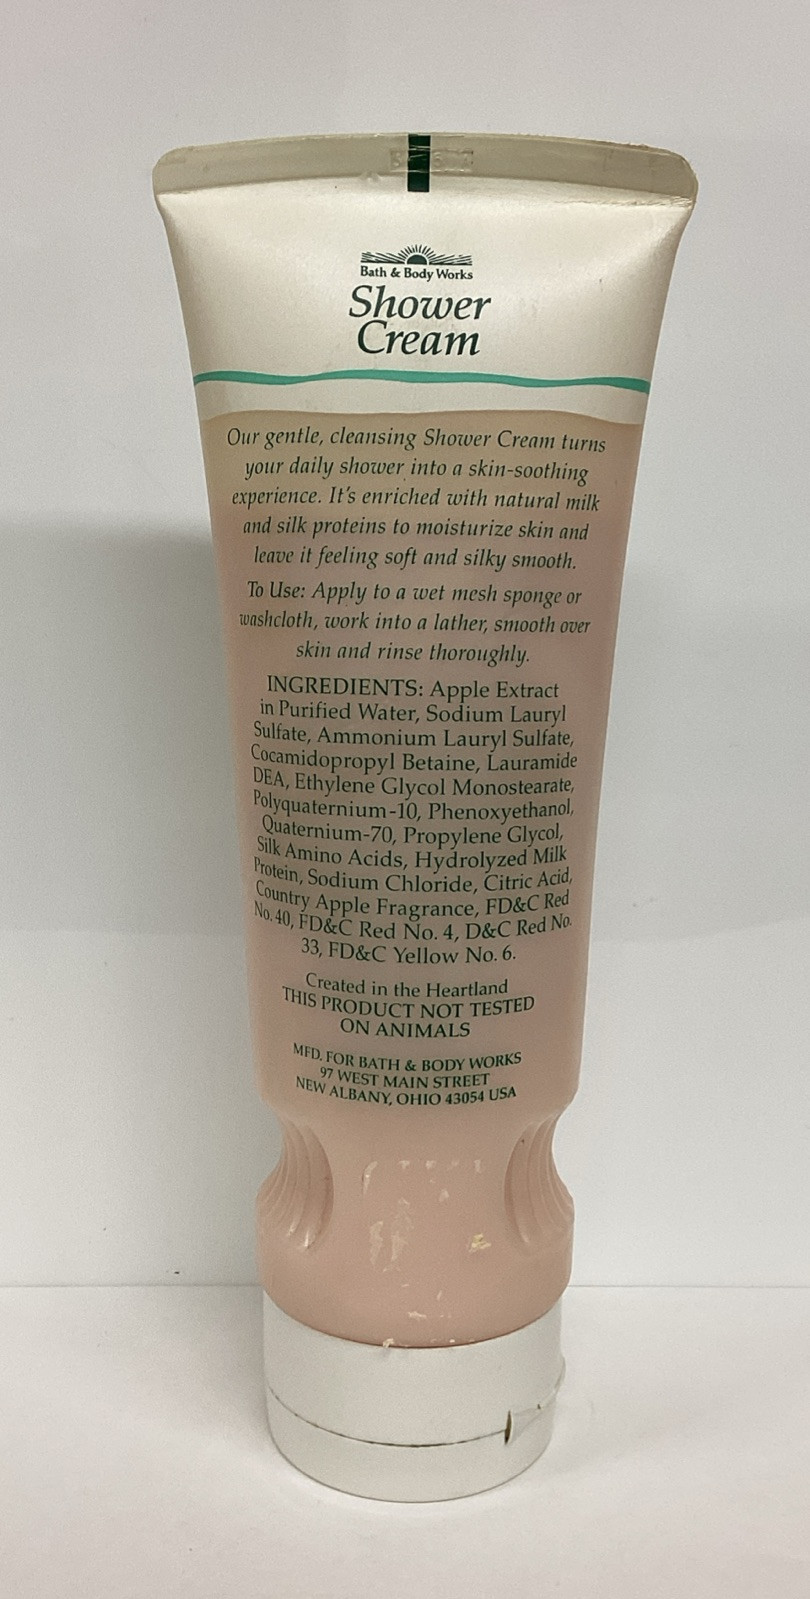 Bath & Body Works
Shower
Cream
Our gentle, cleansing Shower Cream turns
your daily shower into a skin-soothing
experience. It's enriched with natural milk
and silk proteins to moisturize skin and
leave it feeling soft and silky smooth.
To Use: Apply to a wet mesh sponge or
washcloth, work into a lather, smooth over
skin and rinse thoroughly.
INGREDIENTS: Apple Extract
in Purified Water, Sodium Lauryl
Sulfate, Ammonium Lauryl Sulfate,
Cocamidopropyl Betaine, Lauramide
DEA, Ethylene Glycol Monostearate,
Polyquaternium-10, Phenoxyethanol,
Quaternium-70, Propylene Glycol,
Silk Amino Acids, Hydrolyzed Milk
Protein, Sodium Chloride, Citric Acid,
Country Apple Fragrance, FD&C Red
No. 40, FD&C Red No. 4, D&C Red No.
33, FD&C Yellow No. 6.
Created in the Heartland
THIS PRODUCT NOT TESTED
ON ANIMALS
MFD. FOR BATH & BODY WORKS
97 WEST MAIN STREET
NEW ALBANY, OHIO 43054 USA